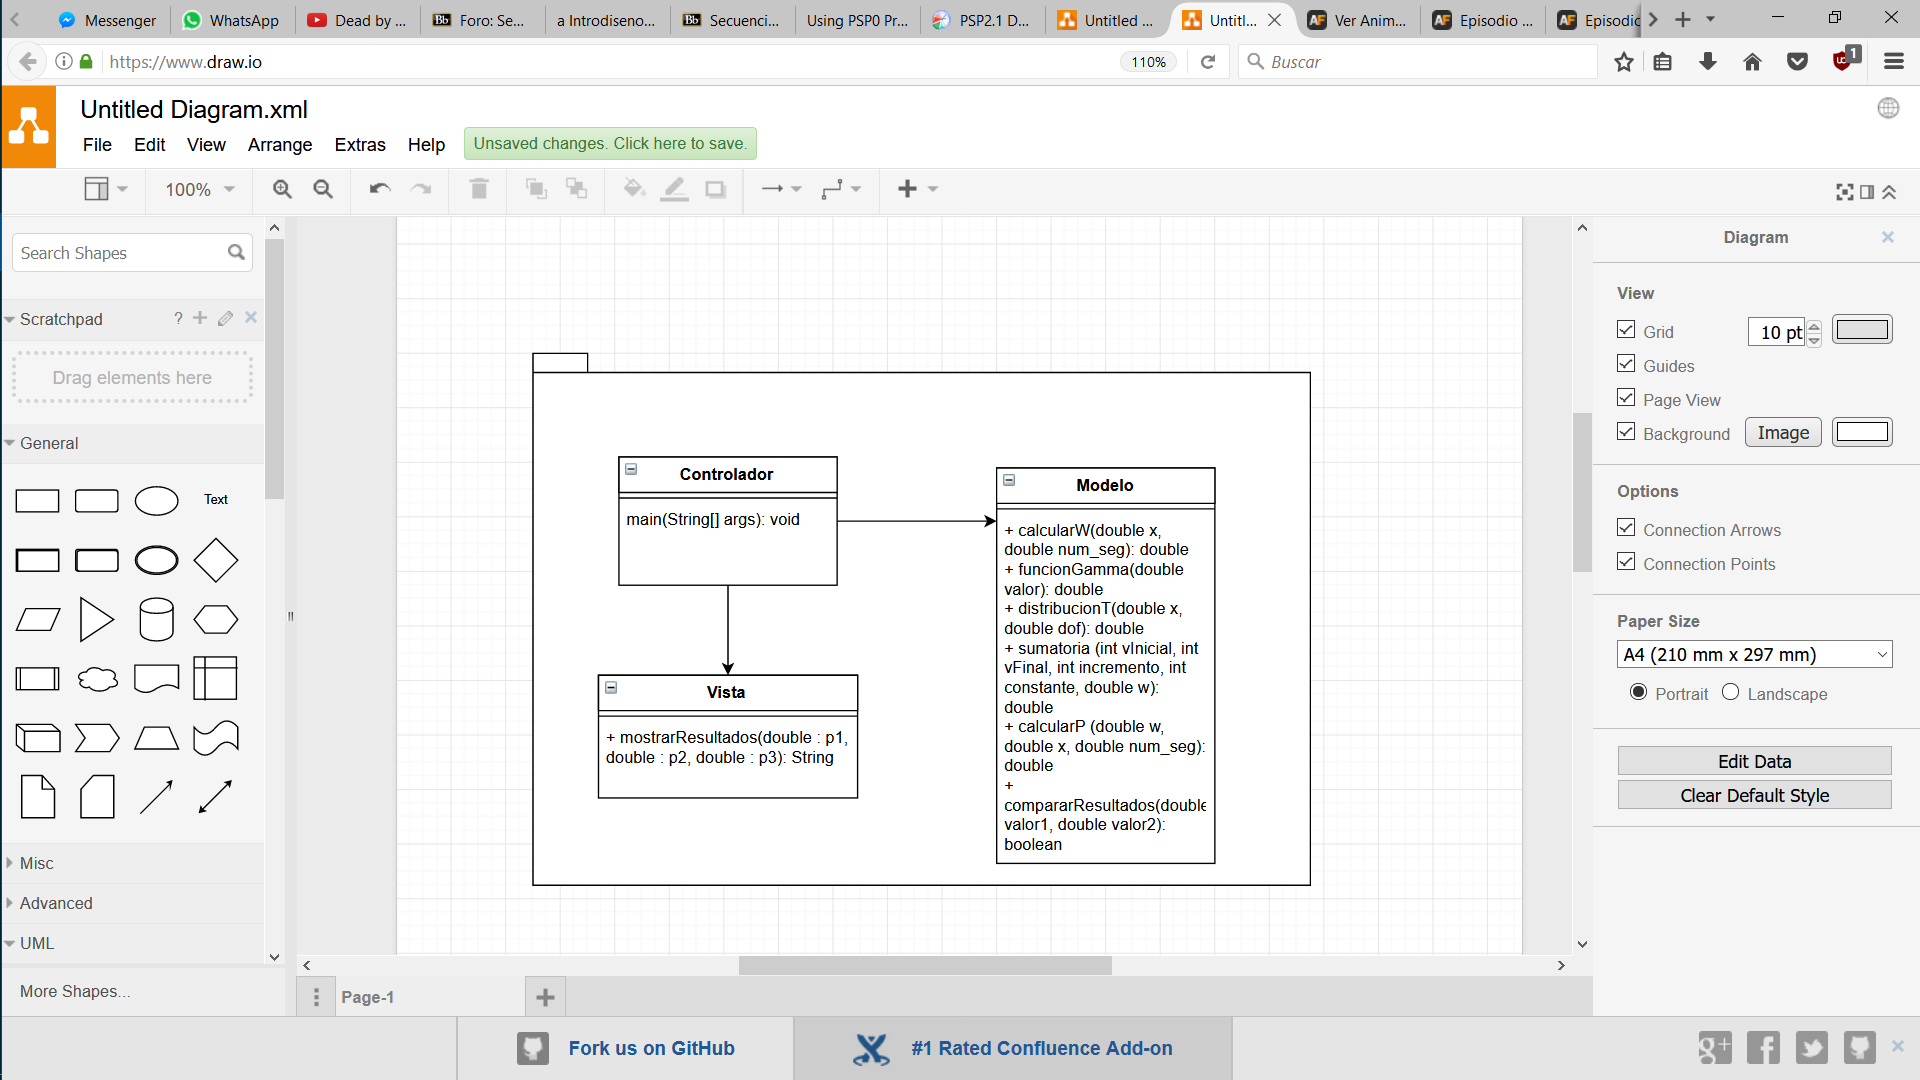 Messenger
WhatsApp
Dead by ...
Bb Foro: Se...
a Introdiseno...
Bb Secuenci...
Using PSP0 Pr...
PSP2.1 D...
Untitled ...
Untitl...
AF Ver Anim...
AF Episodio ...
AF Episodio
https://www.draw.io
110%
Buscar
1
Untitled Diagram.xml
File
Edit
View
Arrange
Extras
Help
Unsaved changes. Click here to save.
100%
Search Shapes
Scratchpad
?
Drag elements here
General
Text
Misc
Advanced
UML
More Shapes...
Controlador
main(String[] args): void
Vista
+ mostrarResultados(double : p1,
double : p2, double : p3): String
Modelo
+ calcularW(double x,
double num_seg): double
+ funcionGamma(double
valor): double
+ distribucionT(double x,
double dof): double
+ sumatoria (int vInicial, int
vFinal, int incremento, int
constante, double w):
double
+ calcularP (double w,
double x, double num_seg):
double
+
compararResultados(double
valor1, double valor2):
boolean
Page-1
Diagram
View
Grid
10 pt
Guides
Page View
Background
Image
Options
Connection Arrows
Connection Points
Paper Size
A4 (210 mm x 297 mm)
Portrait
Landscape
Edit Data
Clear Default Style
Fork us on GitHub
#1 Rated Confluence Add-on
g+